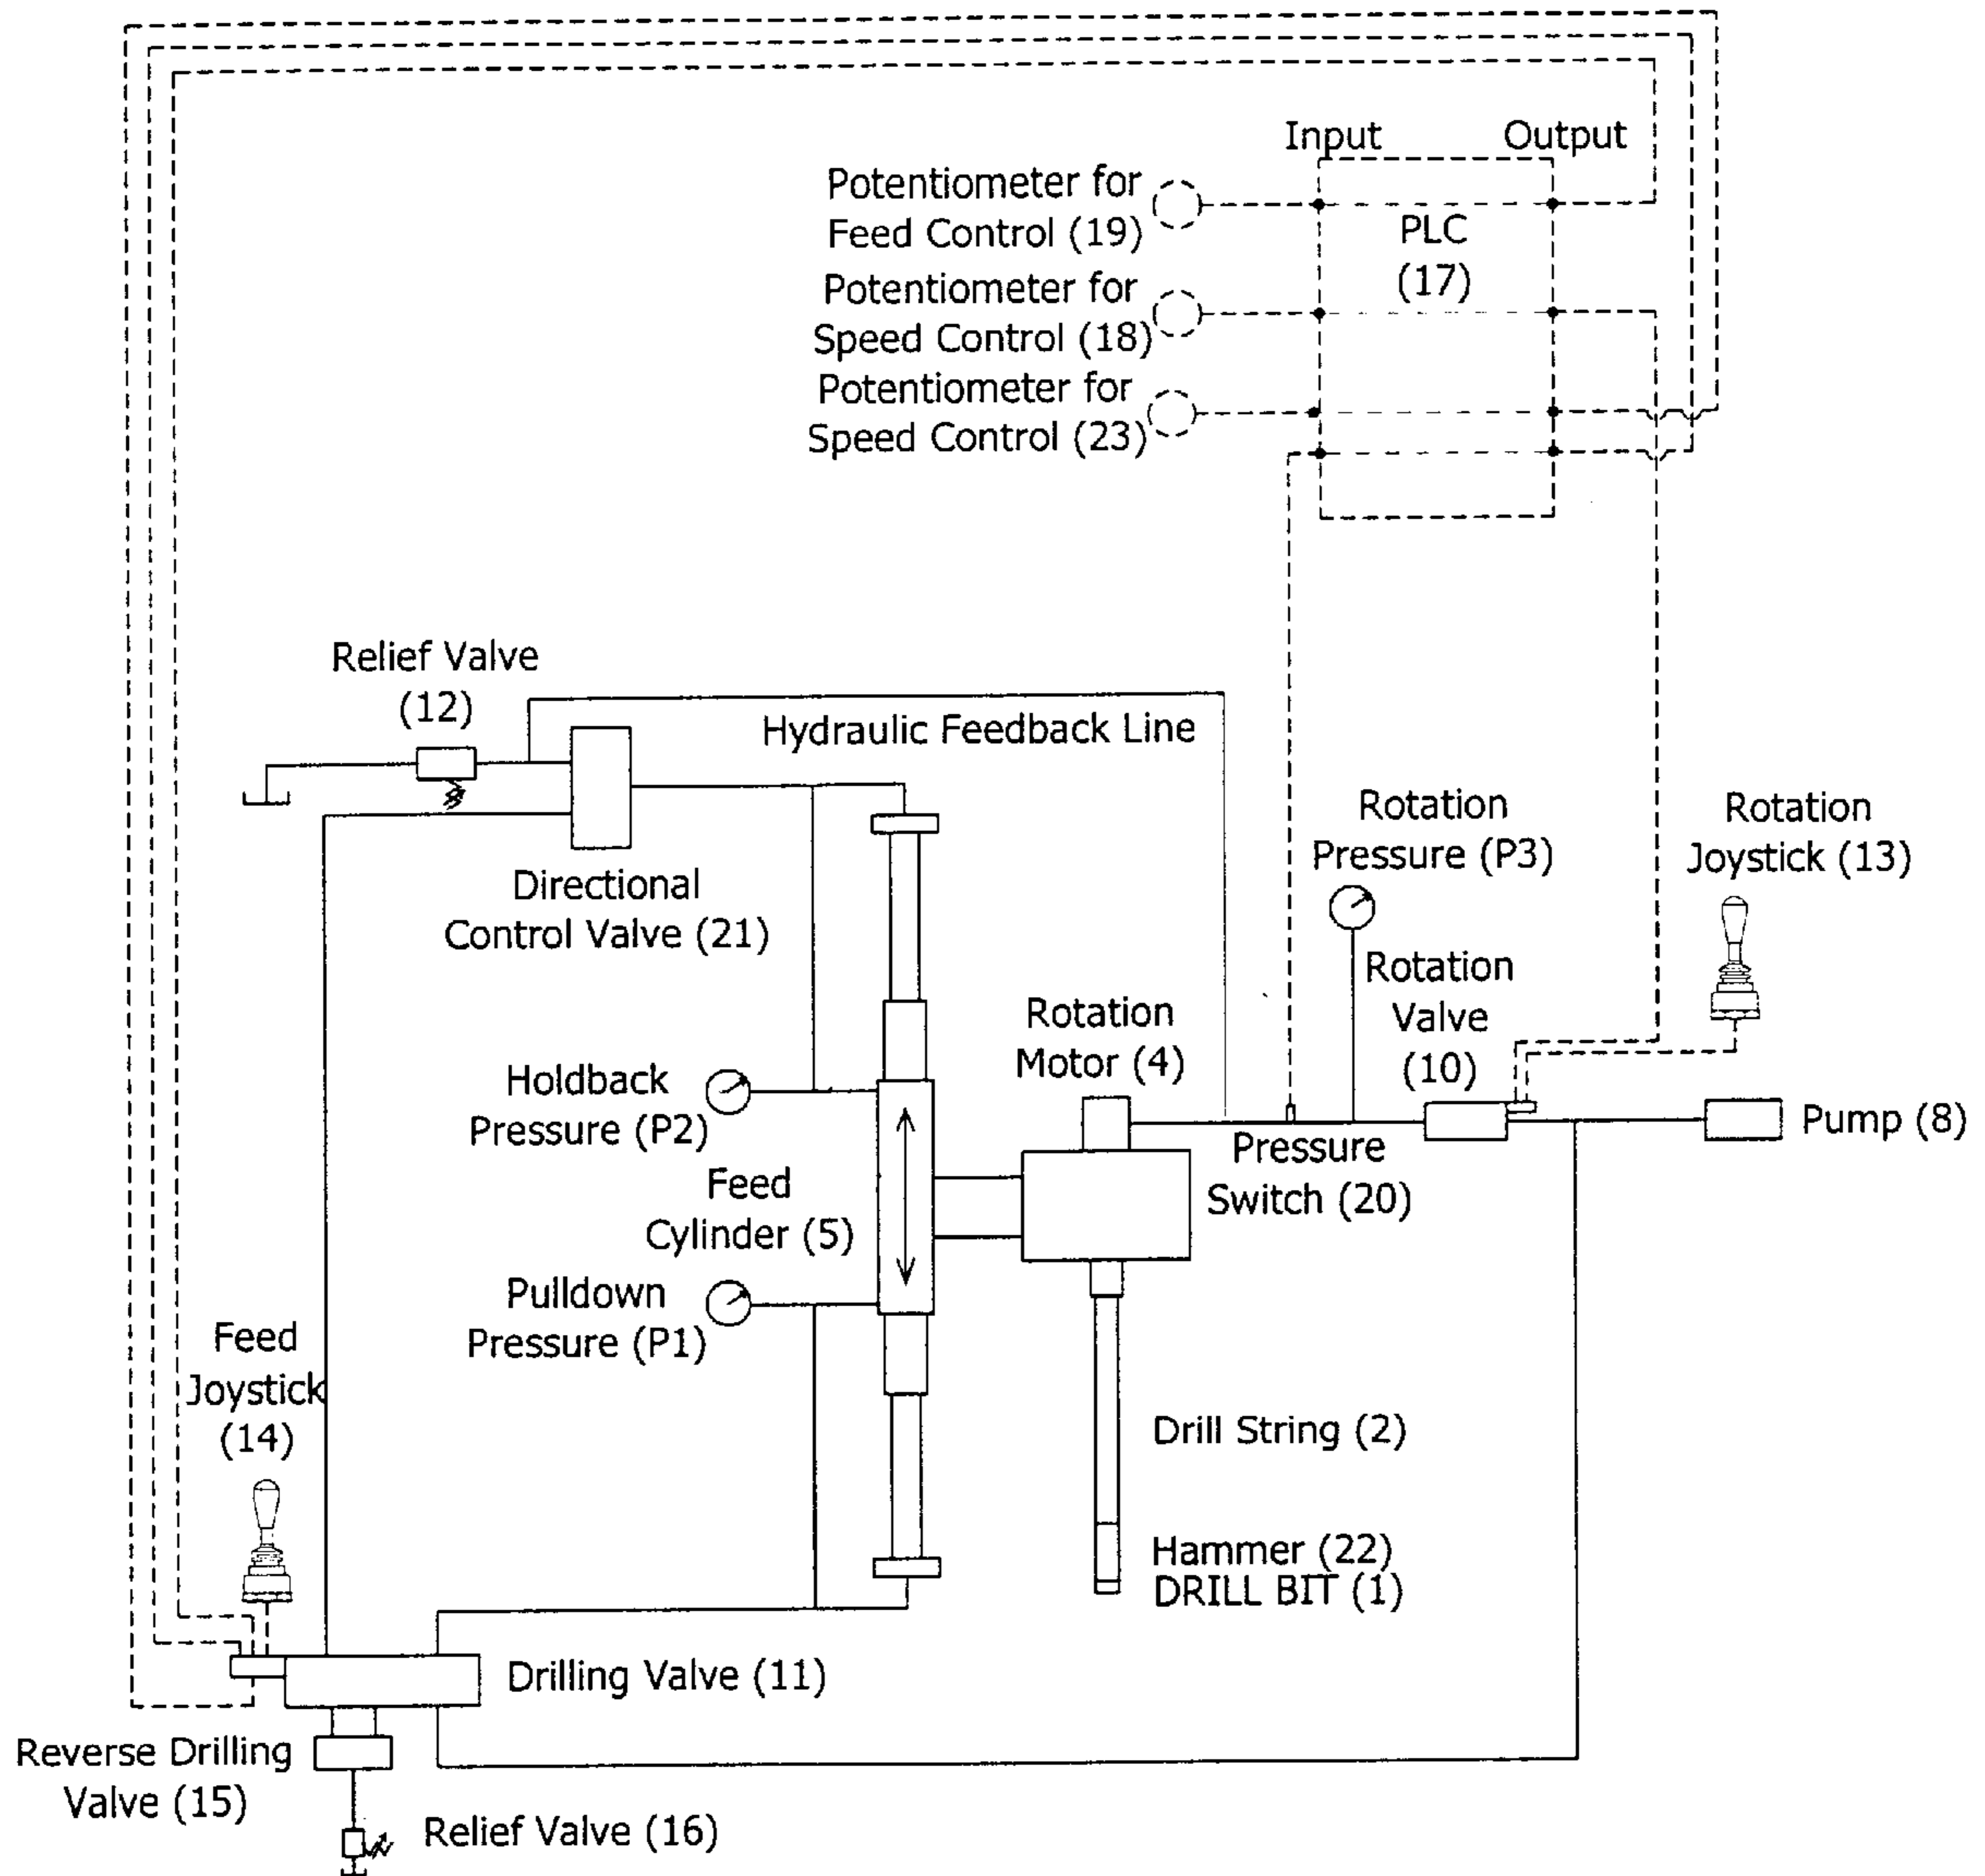 Input
Output
Potentiometer for
Feed Control (19)
PLC
(17)
Potentiometer for
Speed Control (18)
Potentiometer for
Speed Control (23)
Relief Valve
(12)
Hydraulic Feedback Line
Directional
Control Valve (21)
Rotation
Pressure (P3)
Rotation
Joystick (13)
Rotation
Valve
(10)
Rotation
Motor (4)
Holdback
Pressure (P2)
Pump (8)
Pressure
Switch (20)
Feed
Cylinder (5)
Pulldown
Pressure (P1)
Feed
Joystick
(14)
Drill String (2)
Hammer (22)
DRILL BIT (1)
Drilling Valve (11)
Reverse Drilling
Valve (15)
Relief Valve (16)